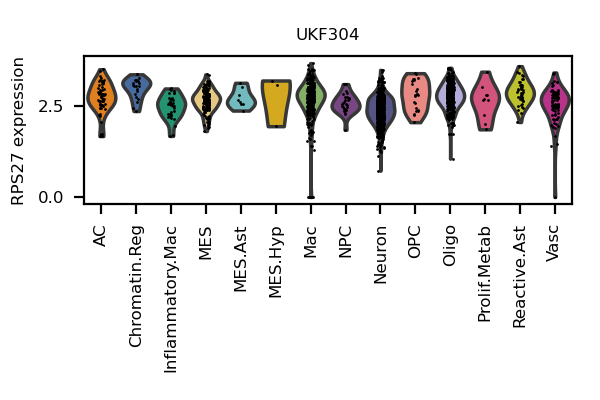 UKF304
RPS27 expression
2.5
0.0
AC
Chromatin.Reg
Inflammatory.Mac
MES
MES.Ast
MES.Hyp
Mac
NPC
Neuron
OPC
Oligo
Prolif.Metab
Reactive.Ast
Vasc